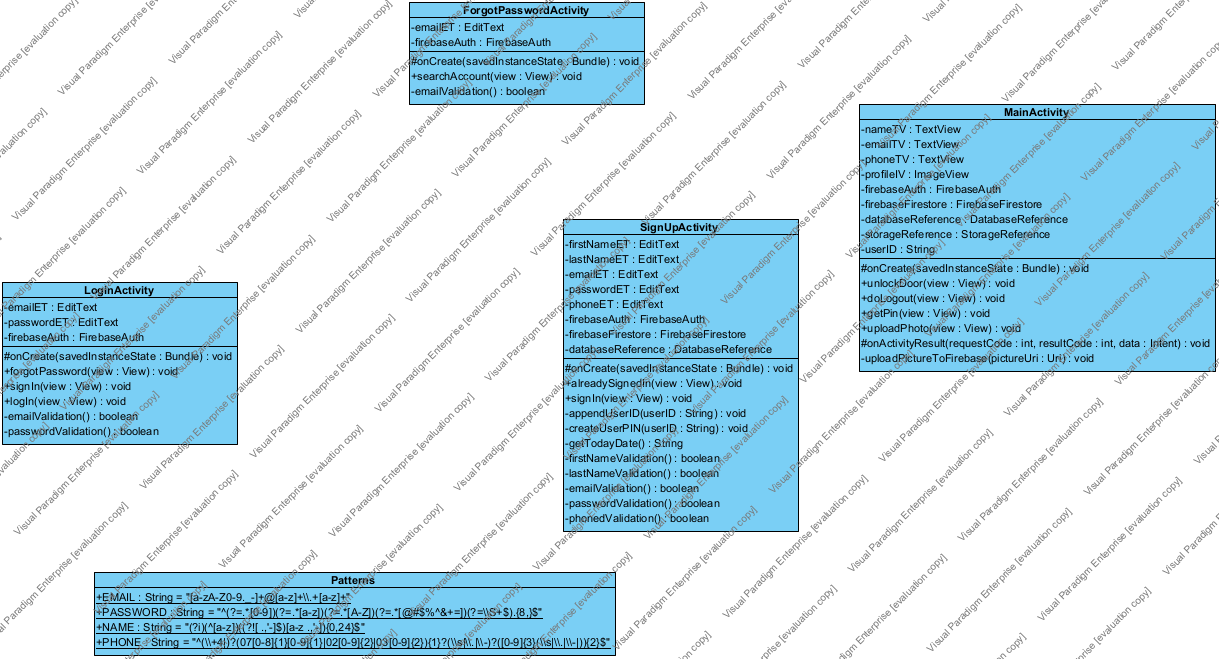 ForgotPasswordActivity
-emailET : EditText
-firebaseAuth : FirebaseAuth
#onCreate(savedInstanceState : Bundle) : void
+searchAccount(view : View) : void
-emailValidation() : boolean
MainActivity
-nameTV : TextView
-emailTV : TextView
-phoneTV : TextView
-profileIV : ImageView
-firebaseAuth : FirebaseAuth
-firebaseFirestore : FirebaseFirestore
-databaseReference : DatabaseReference
-storageReference : StorageReference
-userID : String
#onCreate(savedInstanceState : Bundle) : void
+unlockDoor(view : View) : void
+doLogout(view : View) : void
+getPin(view : View) : void
+uploadPhoto(view : View) : void
#onActivityResult(requestCode : int, resultCode : int, data : Intent) : void
-uploadPictureToFirebase(pictureUri : Uri) : void
SignUpActivity
-firstNameET : EditText
-lastNameET : EditText
-emailET : EditText
-passwordET : EditText
-phoneET : EditText
-firebaseAuth : FirebaseAuth
-firebaseFirestore : FirebaseFirestore
-databaseReference : DatabaseReference
#onCreate(savedInstanceState : Bundle) : void
+alreadySignedIn(view : View) : void
+signIn(view : View) : void
-appendUserID(userID : String) : void
-createUserPIN(userID : String) : void
-getTodayDate() : String
-firstNameValidation() : boolean
-lastNameValidation() : boolean
-emailValidation() : boolean
-passwordValidation() : boolean
-phonedValidation() : boolean
LoginActivity
-emailET : EditText
-passwordET : EditText
-firebaseAuth : FirebaseAuth
#onCreate(savedInstanceState : Bundle) : void
+forgotPassword(view : View) : void
+signIn(view : View) : void
+logIn(view : View) : void
-emailValidation() : boolean
-passwordValidation() : boolean
Patterns
+EMAIL : String = "[a-zA-Z0-9._-]+@[a-z]+\\.+[a-z]+"
+PASSWORD : String = "^(?=.*[0-9])(?=.*[a-z])(?=.*[A-Z])(?=.*[@#$%^&+=])(?=\\S+$).{8,}$"
+NAME : String = "(?i)(^[a-z])((?![ .,'-]$)[a-z .,'-]){0,24}$"
+PHONE : String = "^(\\+4|)?(07[0-8]{1}[0-9]{1}|02[0-9]{2}|03[0-9]{2}){1}?(\\s|\\.|\\-)?([0-9]{3}(\\s|\\.|\\-|)){2}$"
Visual Paradigm Enterprise [evaluation copy]